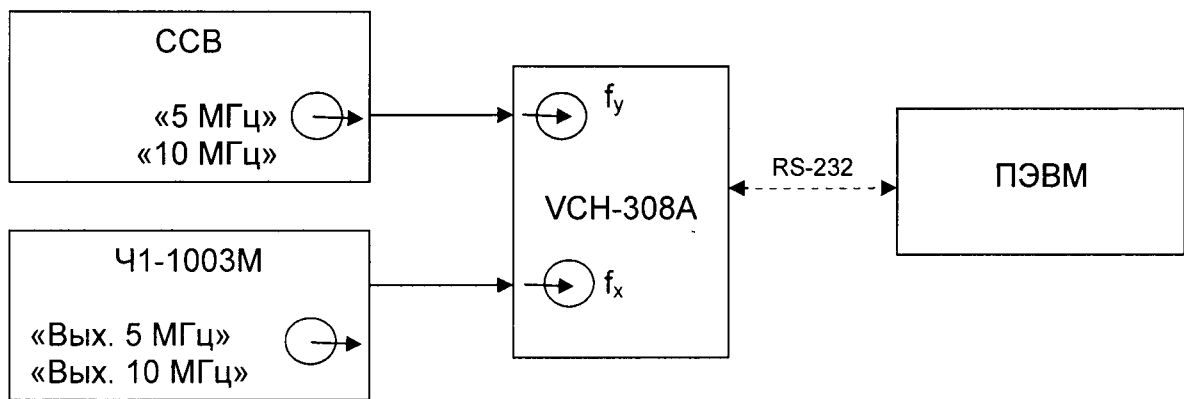 ССВ
«5 МГц»
«10 МГц»
Ч1-1003М
«Вых. 5 МГц»
«Вых. 10 МГц»
fy
VCH-308A
fx
RS-232
ПЭВМ